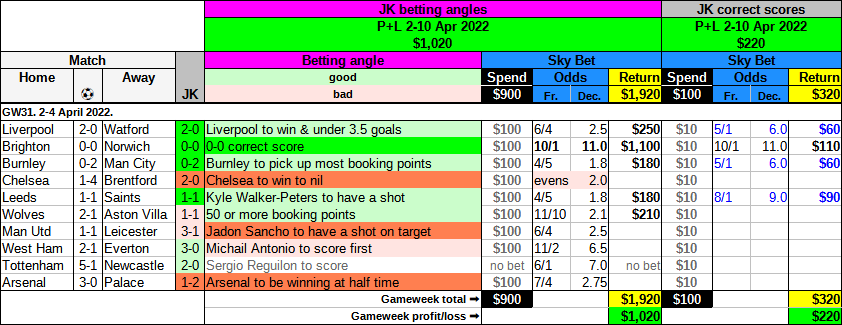 JK betting angles JK correct scores
P+L 2-10 Apr 2022 P+L 2-10 Apr 2022
$1,020 $220
Match Betting angle Sky Bet Sky Bet
Home Away good Spend Odds Return Spend Odds Return
JK bad $900 Fr. Dec. $1,920 $100 Fr. Dec. $320
GW31. 2-4 April 2022.
Liverpool 2-0 Watford 2-0 Liverpool to win & under 3.5 goals $100 6/4 2.5 $250 $10 5/1 6.0 $60
Brighton 0-0 Norwich 0-0 0-0 correct score $100 10/1 11.0 $1,100 $10 10/1 11.0 $110
Burnley 0-2 Man City 0-2 Burnley to pick up most booking points $100 4/5 1.8 $180 $10 5/1 6.0 $60
Chelsea 1-4 Brentford 2-0 Chelsea to win to nil $100 evens 2.0 $10
Leeds 1-1 Saints 1-1 Kyle Walker-Peters to have a shot $100 4/5 1.8 $180 $10 8/1 9.0 $90
Wolves 2-1 Aston Villa 1-1 50 or more booking points $100 11/10 2.1 $210 $10
Man Utd 1-1 Leicester 3-1 Jadon Sancho to have a shot on target $100 6/4 2.5 $10
West Ham 2-1 Everton 3-0 Michail Antonio to score first $100 11/2 6.5 $10
Tottenham 5-1 Newcastle 2-0 Sergio Reguilon to score no bet 6/1 7.0 no bet $10
Arsenal 3-0 Palace 1-2 Arsenal to be winning at half time $100 7/4 2.75 $10
Gameweek total ➡ $900 $1,920 $100 $320
Gameweek profit/loss ➡ $1,020 $220